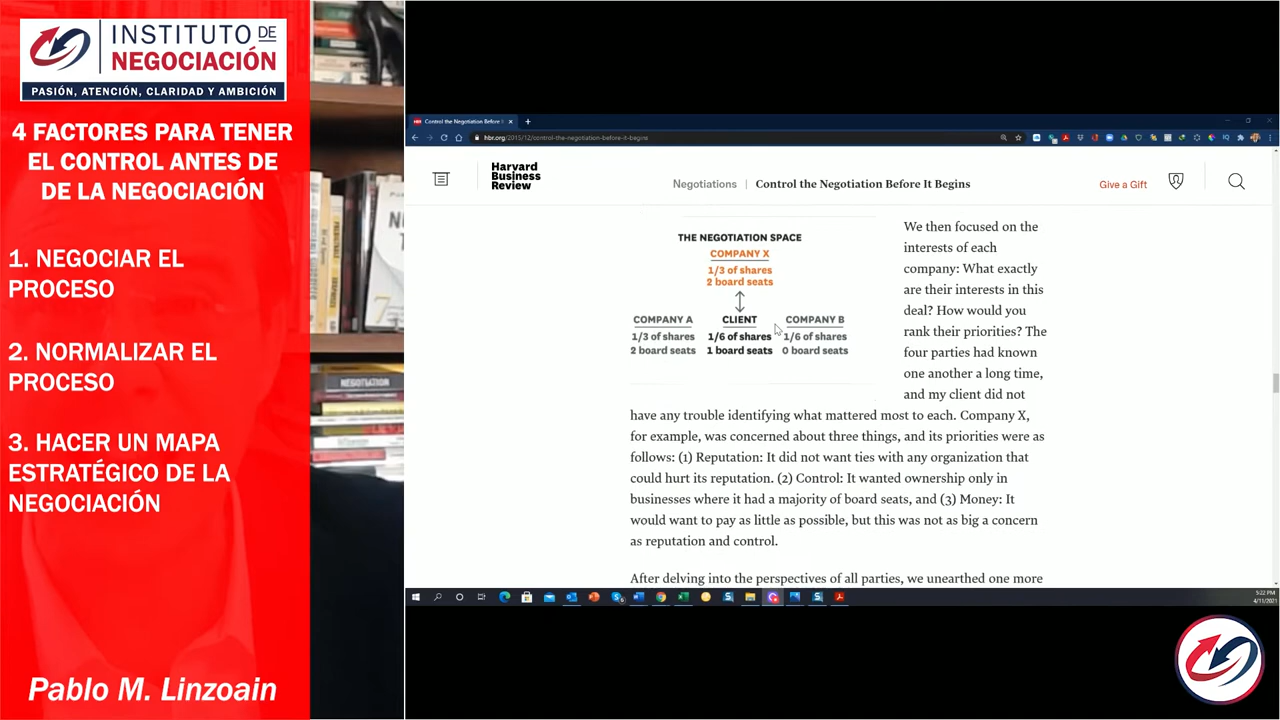 INSTITUTO DE
NEGOCIACIÓN
PASIÓN, ATENCIÓN, CLARIDAD Y AMBICIÓN
4 FACTORES PARA TENER
EL CONTROL ANTES DE
DE LA NEGOCIACIÓN
1. NEGOCIAR EL
PROCESO
2. NORMALIZAR EL
PROCESO
3. HACER UN MAPA
ESTRATÉGICO DE LA
NEGOCIACIÓN
Pablo M. Linzoain
NEGOTIATION
Control the Negotiation Before It
hbr.org/2015/12/control-the-negotiation-before-it-begins
Harvard
Business
Review
Negotiations | Control the Negotiation Before It Begins
Give a Gift
THE NEGOTIATION SPACE
COMPANY X
1/3 of shares
2 board seats
COMPANY A
1/3 of shares
2 board seats
CLIENT
1/6 of shares
1 board seats
COMPANY B
1/6 of shares
0 board seats
We then focused on the
interests of each
company: What exactly
are their interests in this
deal? How would you
rank their priorities? The
four parties had known
one another a long time,
and my client did not
have any trouble identifying what mattered most to each. Company X,
for example, was concerned about three things, and its priorities were as
follows: (1) Reputation: It did not want ties with any organization that
could hurt its reputation. (2) Control: It wanted ownership only in
businesses where it had a majority of board seats, and (3) Money: It
would want to pay as little as possible, but this was not as big a concern
as reputation and control.
After delving into the perspectives of all parties, we unearthed one more
5:22 PM
4/11/2021